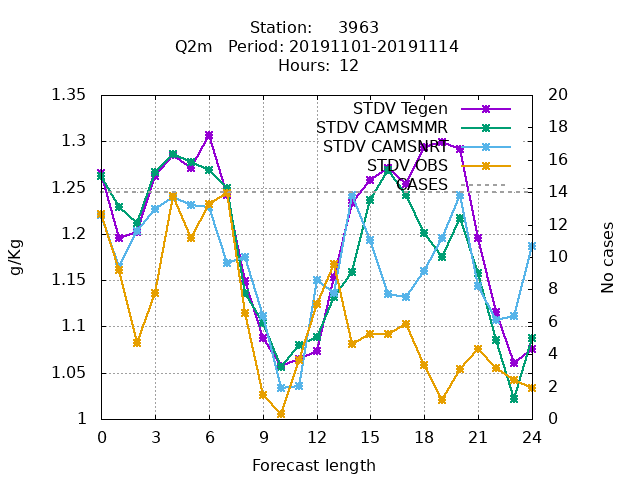 Station: 3963
Q2m Period: 20191101-20191114
Hours: 12
1.35 20
STDV Tegen
1.3 18
STDV CAMSMMR
STDV CAMSNRT
16
STDV OBS
1.25 CASES 14
1.2 12
g/Kg No cases
1.15 10
8
1.1 6
4
1.05 2
1 0
0 3 6 9 12 15 18 21 24
Forecast length